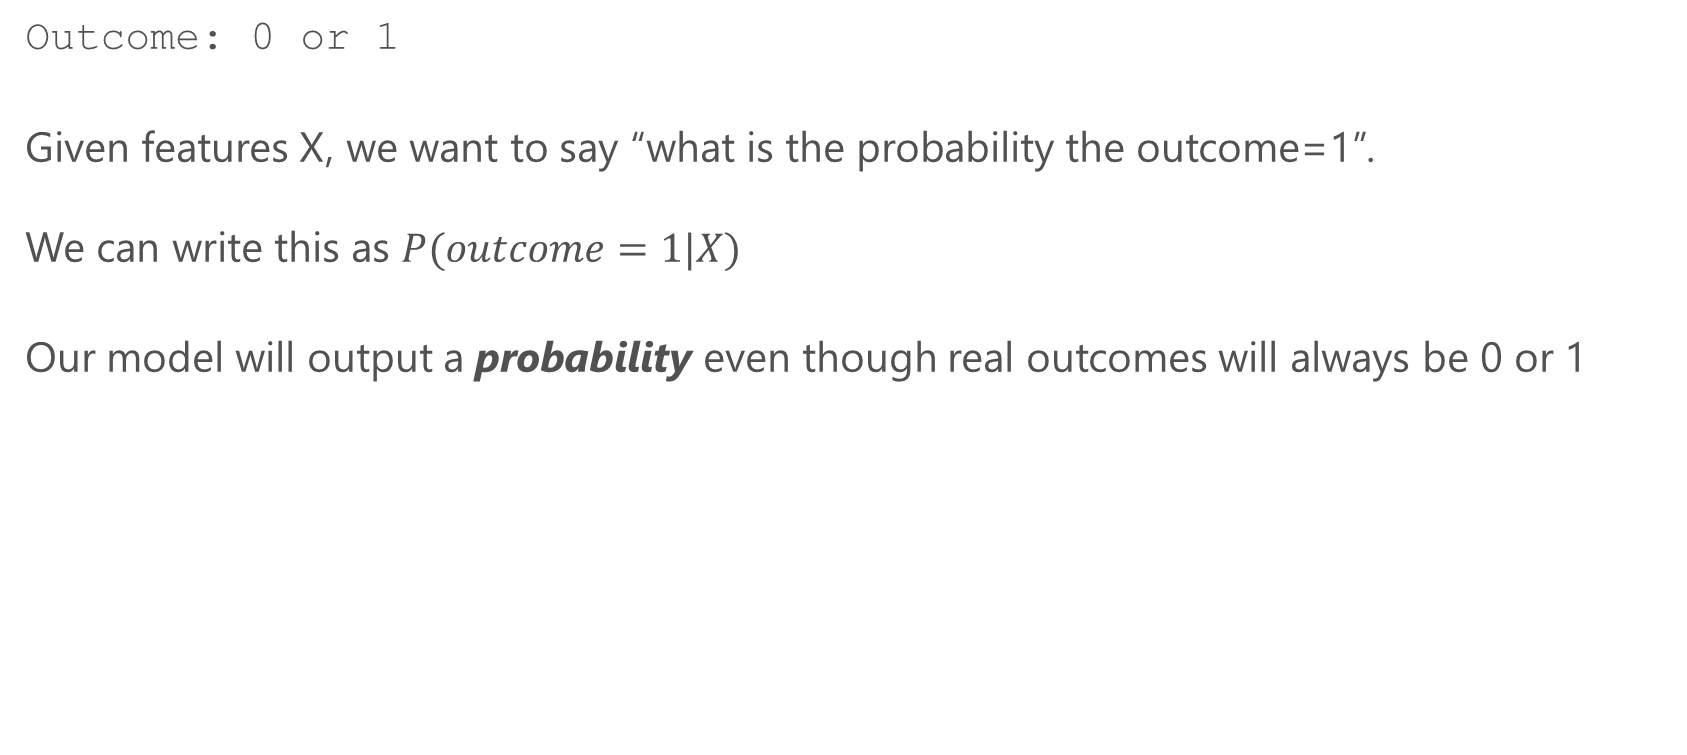 Outcome: 0 or 1
Given features X, we want to say “what is the probability the outcome=1”.
We can write this as P(outcome = 1|X)
Our model will output a probability even though real outcomes will always be 0 or 1